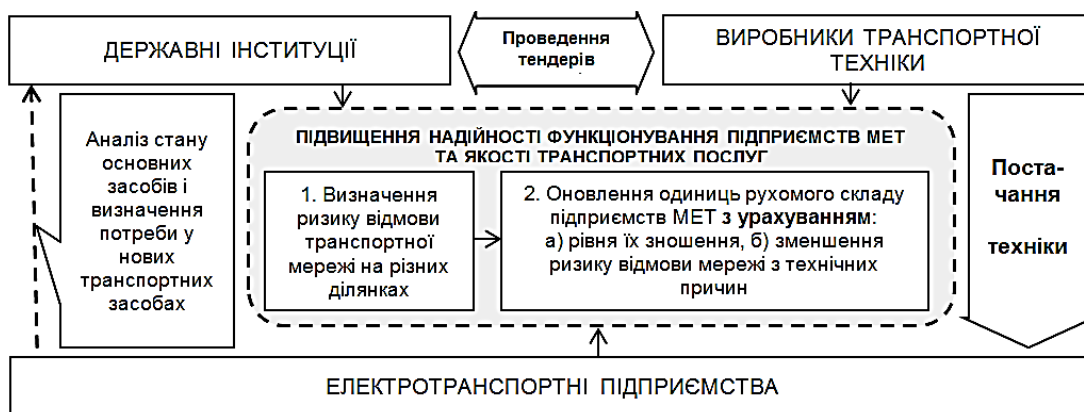 ДЕРЖАВНІ ІНСТИТУЦІЇ
Проведення
тендерів
ВИРОБНИКИ ТРАНСПОРТНОЇ
ТЕХНІКИ
Аналіз стану
основних
засобів і
визначення
потреби у
нових
транспортних
засобах
ПІДВИЩЕННЯ НАДІЙНОСТІ ФУНКЦІОНУВАННЯ ПІДПРИЄМСТВ МЕТ
ТА ЯКОСТІ ТРАНСПОРТНИХ ПОСЛУГ
1. Визначення
ризику відмови
транспортної
мережі на різних
ділянках
2. Оновлення одиниць рухомого складу
підприємств МЕТ з урахуванням:
а) рівня їх зношення, б) зменшення
ризику відмови мережі з технічних
причин
Поста-
чання
техніки
ЕЛЕКТРОТРАНСПОРТНІ ПІДПРИЄМСТВА